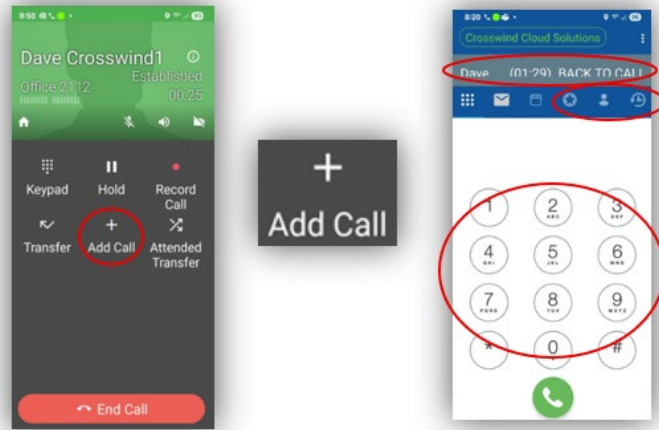 9:50
93
Dave Crosswind1
Office 2112
Established
00:25
Keypad
Hold
Record
Call
Transfer
Add Call
Attended
Transfer
End Call
+
Add Call
8:20
Crosswind Cloud Solutions
Dave (01:29) BACK TO CALL
1
2
ABC
3
DEF
4
GHI
5
JKL
6
MNO
7
PQRS
8
TUV
9
WXYZ
*
0
#